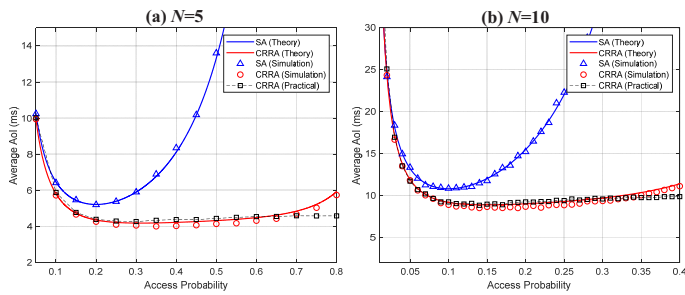 (a) N=5
14
12
10
8
6
4
2
Average AoI (ms)
0.1
0.2
0.3
0.4
0.5
0.6
0.7
0.8
Access Probability
SA (Theory)
CRRA (Theory)
SA (Simulation)
CRRA (Simulation)
CRRA (Practical)
(b) N=10
30
25
20
15
10
5
Average AoI (ms)
0.05
0.1
0.15
0.2
0.25
0.3
0.35
0.4
Access Probability
SA (Theory)
CRRA (Theory)
SA (Simulation)
CRRA (Simulation)
CRRA (Practical)